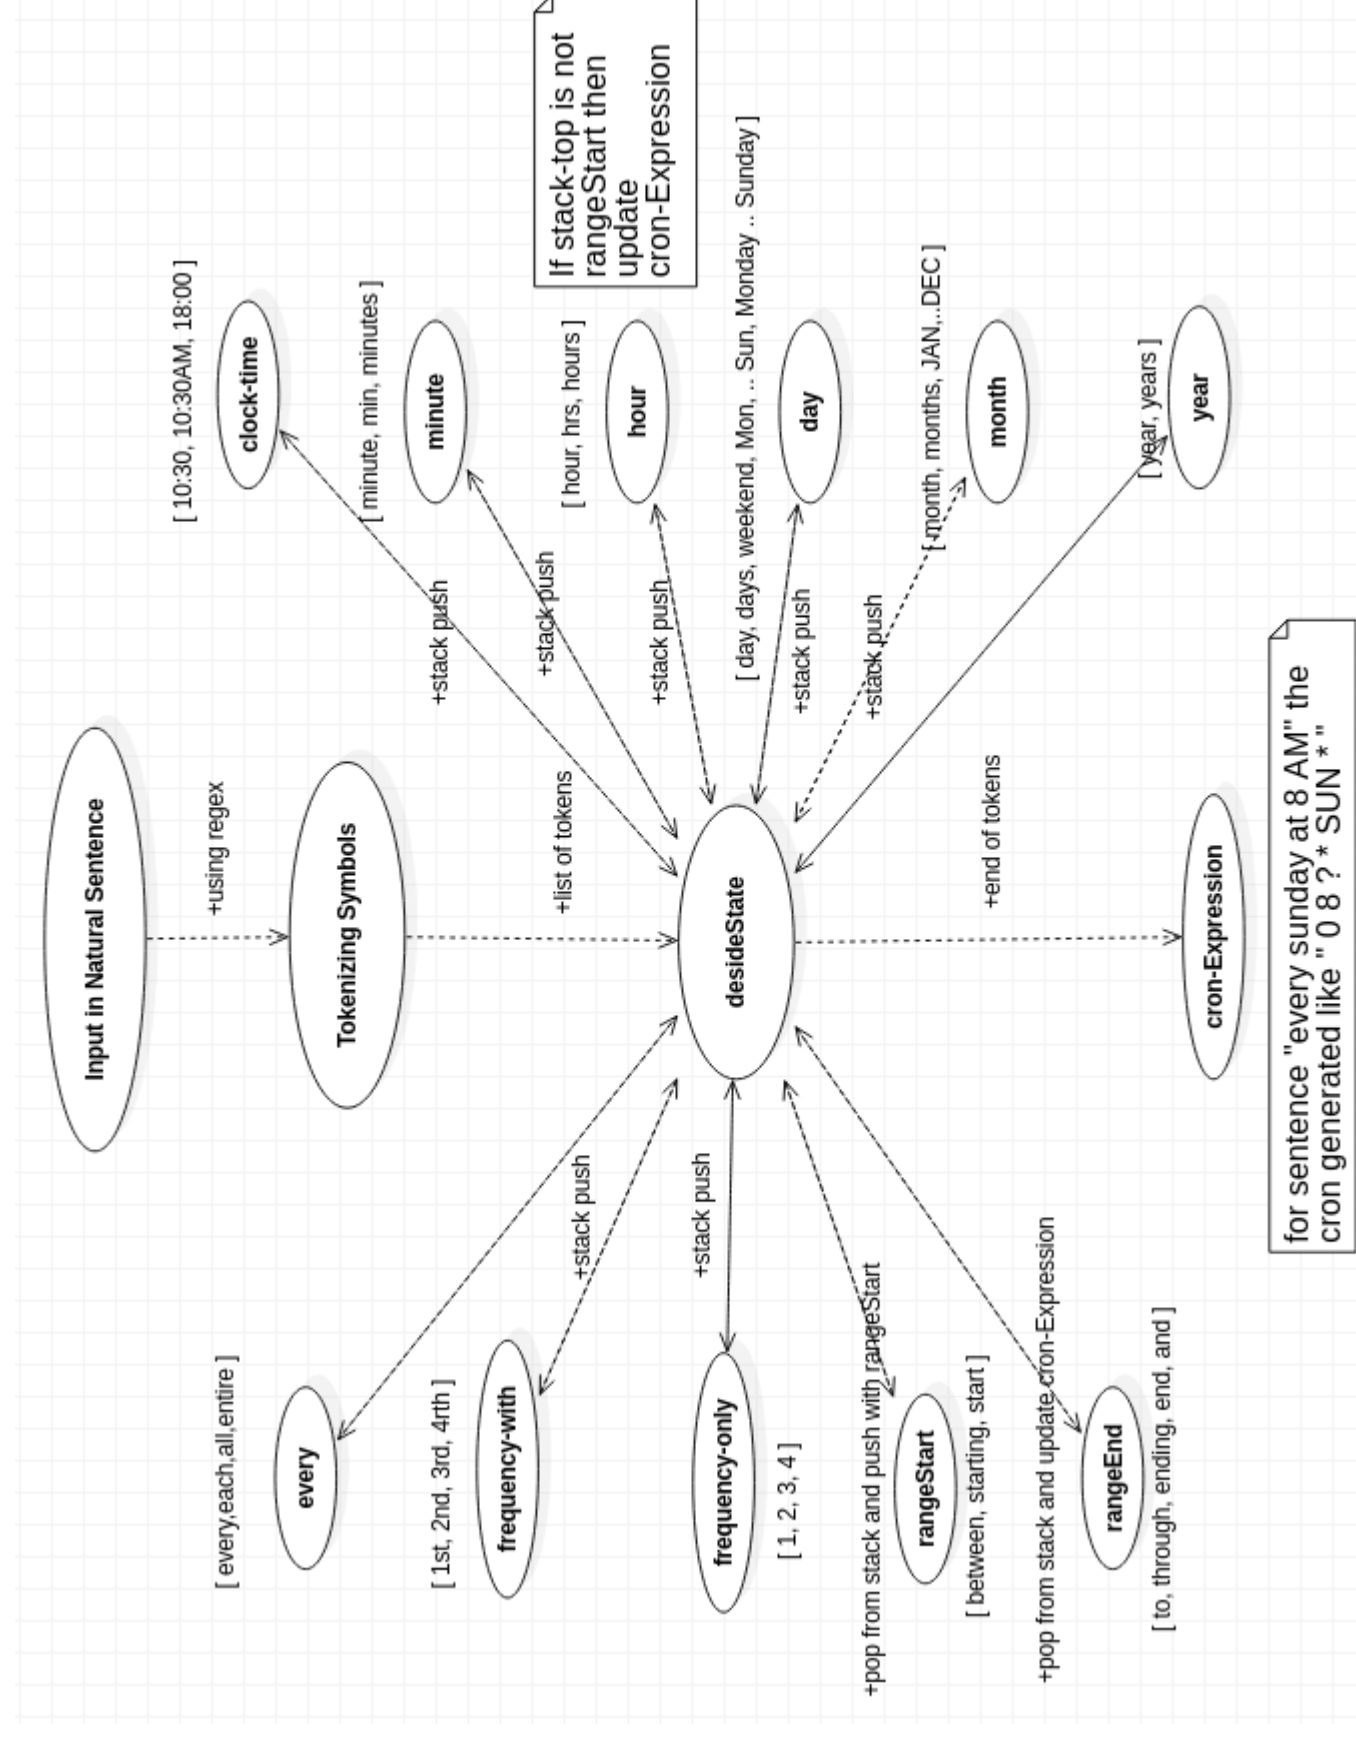 Input in Natural Sentence
+using regex
Tokenizing Symbols
+list of tokens
desideState
+end of tokens
cron-Expression
for sentence "every sunday at 8 AM" the
cron generated like " 0 8 ? * SUN * "
[ every,each,all,entire ]
every
[ 1st, 2nd, 3rd, 4rth ]
frequency-with
+stack push
frequency-only
[ 1, 2, 3, 4 ]
+stack push
+pop from stack and push with rangeStart
rangeStart
[ between, starting, start ]
+pop from stack and update cron-Expression
rangeEnd
[ to, through, ending, end, and ]
[ 10:30, 10:30AM, 18:00 ]
clock-time
+stack push
[ minute, min, minutes ]
minute
+stack push
[ hour, hrs, hours ]
hour
+stack push
If stack-top is not
rangeStart then
update
cron-Expression
[ day, days, weekend, Mon, .. Sun, Monday .. Sunday ]
day
+stack push
[ month, months, JAN,..DEC ]
month
+stack push
[ year, years ]
year